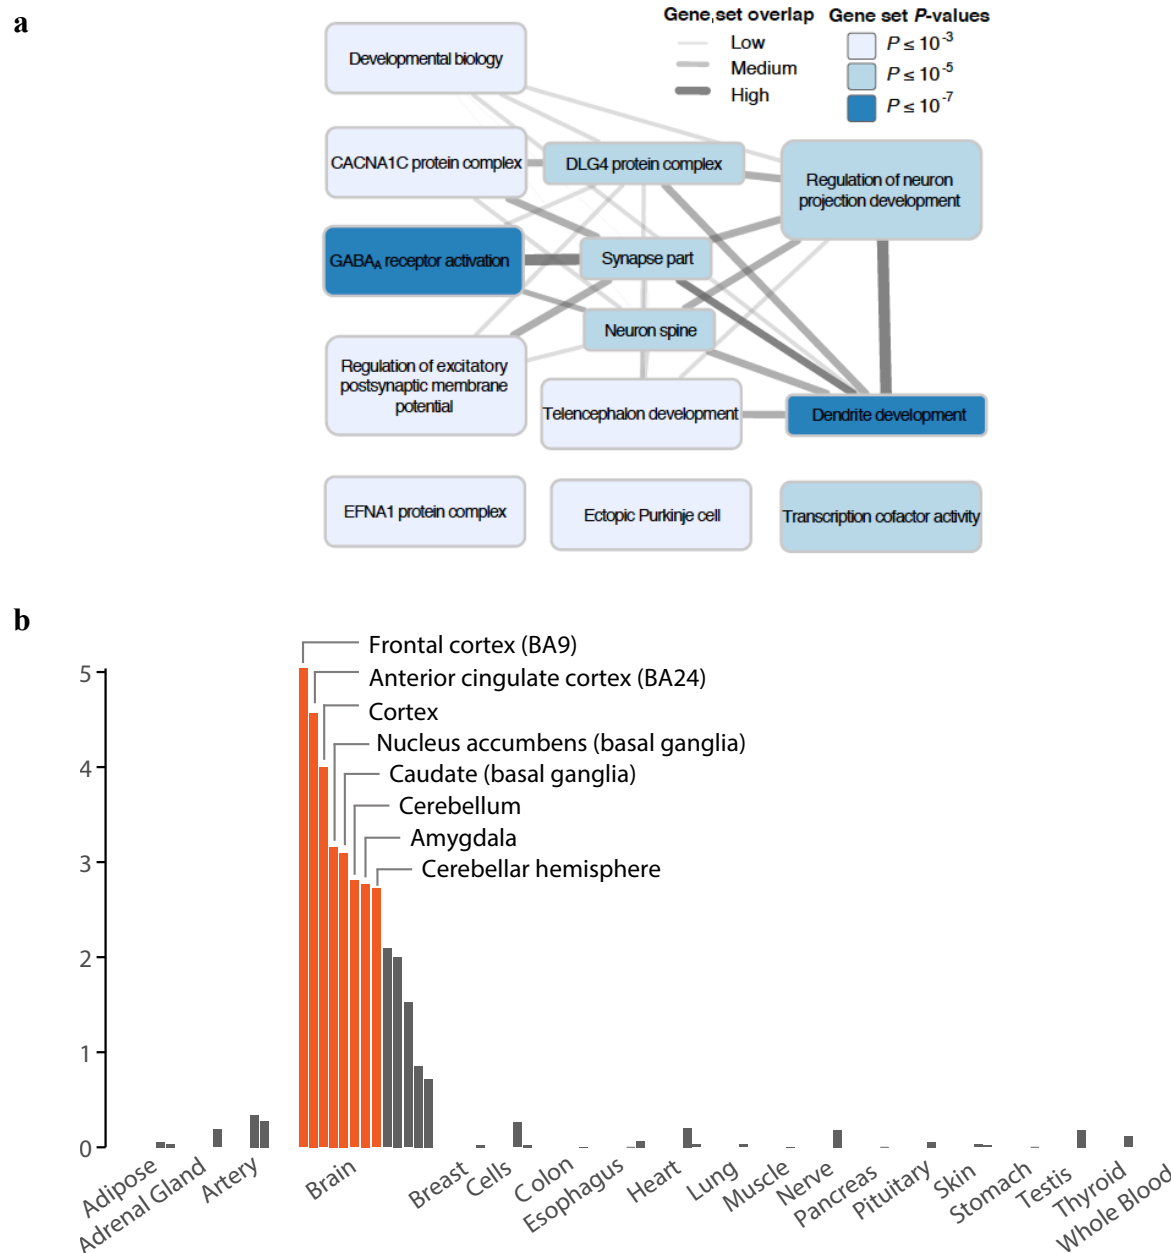 a
Gene,set overlap
Low
Medium
High
Gene set P-values
P ≤ 10-3
P ≤ 10-5
P ≤ 10-7
Developmental biology
CACNA1C protein complex
DLG4 protein complex
Regulation of neuron
projection development
GABAA receptor activation
Synapse part
Neuron spine
Regulation of excitatory
postsynaptic membrane
potential
Telencephalon development
Dendrite development
EFNA1 protein complex
Ectopic Purkinje cell
Transcription cofactor activity
b
Frontal cortex (BA9)
Anterior cingulate cortex (BA24)
Cortex
Nucleus accumbens (basal ganglia)
Caudate (basal ganglia)
Cerebellum
Amygdala
Cerebellar hemisphere
5
4
3
2
1
0
Adipose
Adrenal Gland
Artery
Brain
Breast
Cells
Colon
Esophagus
Heart
Lung
Muscle
Nerve
Pancreas
Pituitary
Skin
Stomach
Testis
Thyroid
Whole Blood